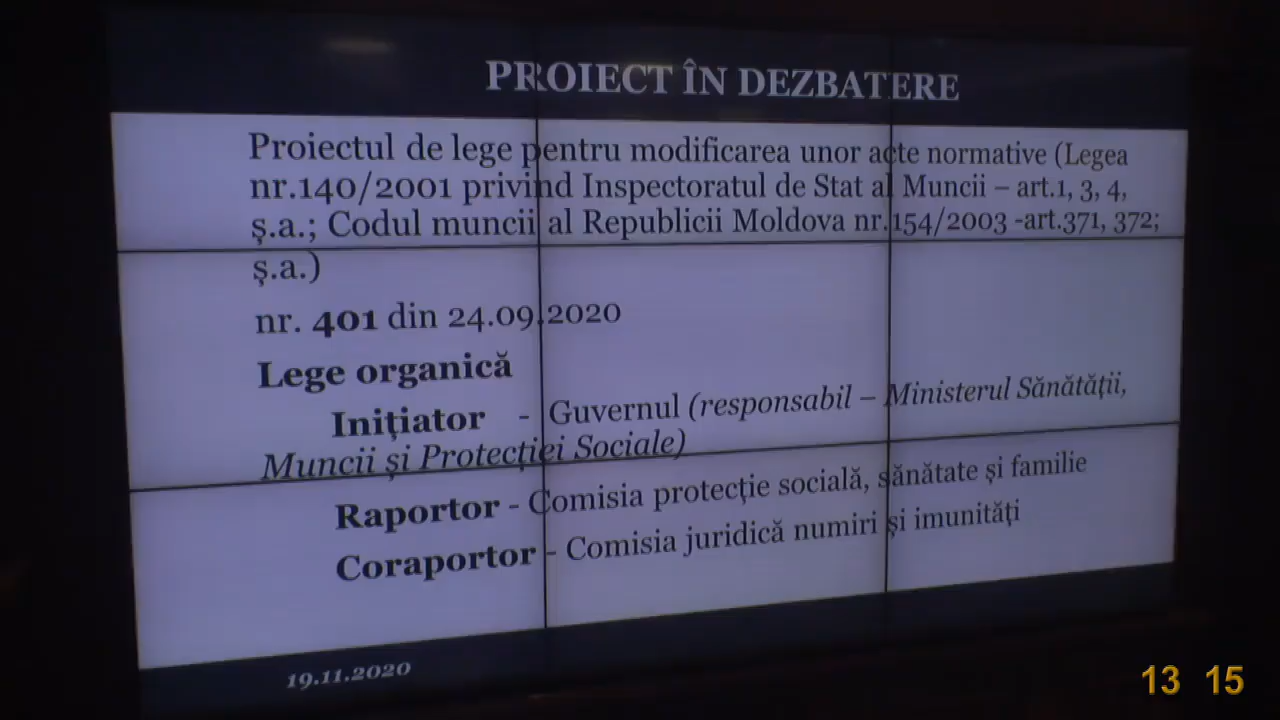 PROIECT ÎN DEZBATERE
Proiectul de lege pentru modificarea unor acte normative (Legea
nr.140/2001 privind Inspectoratul de Stat al Muncii – art.1, 3, 4,
ș.a.; Codul muncii al Republicii Moldova nr.154/2003 -art.371, 372;
ș.a.)
nr. 401 din 24.09.2020
Lege organică
Inițiator - Guvernul (responsabil – Ministerul Sănătății,
Muncii și Protecției Sociale)
Raportor - Comisia protecție socială, sănătate și familie
Coraportor - Comisia juridică numiri și imunități
19.11.2020
13 15